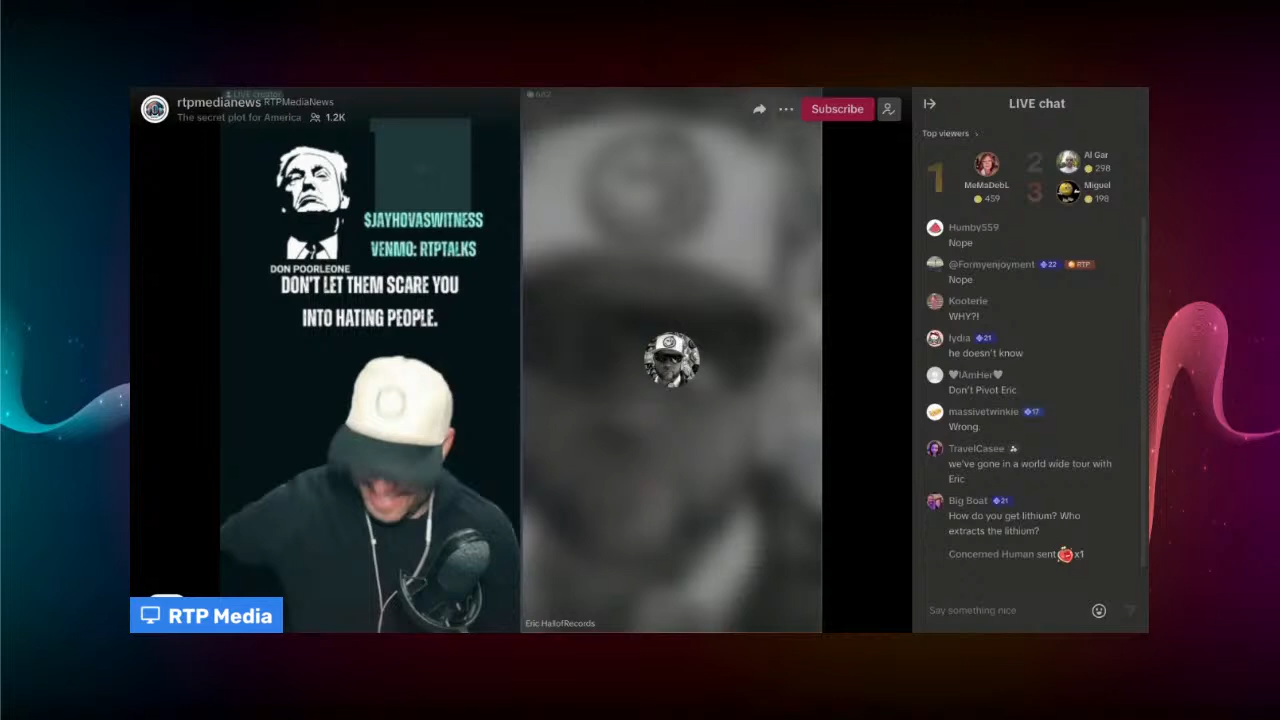 LIVE chator
rtpmedianews RTPMediaNews
The secret plot for America 1.2K
682
Subscribe
$JAYHOVASWITNESS
VENMO: RTPTALKS
DON POORLEONE
DON'T LET THEM SCARE YOU
INTO HATING PEOPLE.
Eric HallofRecords
RTP Media
LIVE chat
Top viewers
1
MeMaDebL
459
2
Al Gar
298
3
Miguel
198
Humby559
Nope
@Formyenjoyment 22 RTP
Nope
Kooterie
WHY?!
lydia 21
he doesn't know
🩶IAmHer🩶
Don't Pivot Eric
massivetwinkie 17
Wrong.
TravelCasee
we've gone in a world wide tour with
Eric
Big Boat 21
How do you get lithium? Who
extracts the lithium?
Concerned Human sent x1
Say something nice